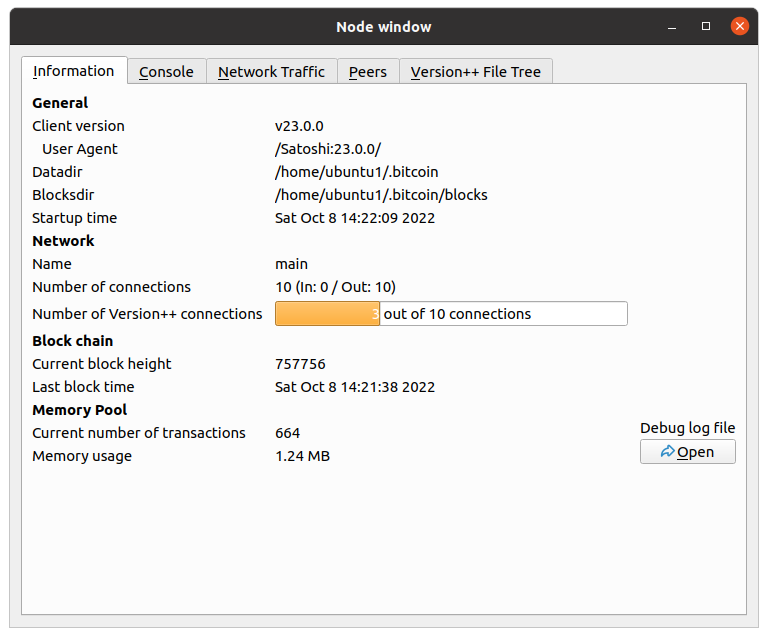 Node window
Information Console Network Traffic Peers Version++ File Tree
General
Client version v23.0.0
User Agent /Satoshi:23.0.0/
Datadir /home/ubuntu1/.bitcoin
Blocksdir /home/ubuntu1/.bitcoin/blocks
Startup time Sat Oct 8 14:22:09 2022
Network
Name main
Number of connections 10 (In: 0 / Out: 10)
Number of Version++ connections 3 out of 10 connections
Block chain
Current block height 757756
Last block time Sat Oct 8 14:21:38 2022
Memory Pool
Current number of transactions 664
Memory usage 1.24 MB
Debug log file
Open